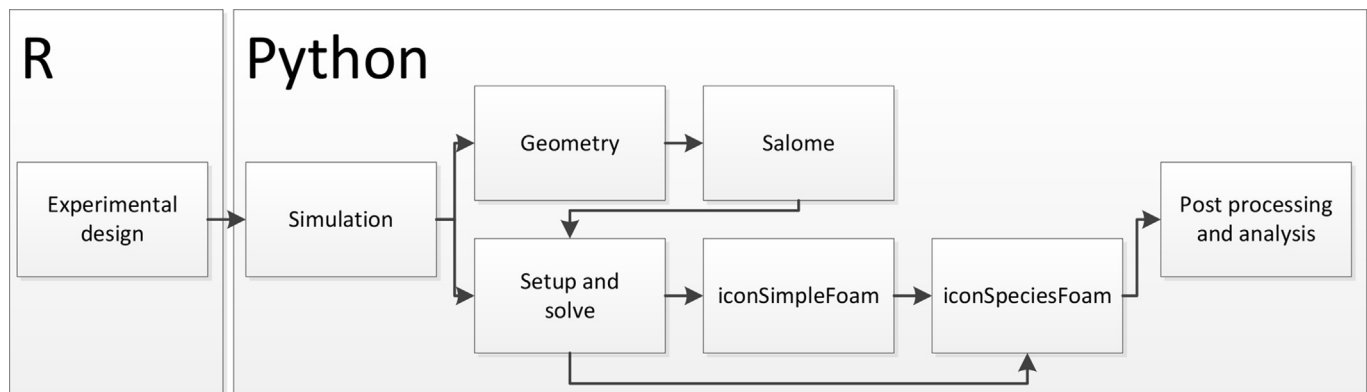 R
Python
Geometry
Salome
Experimental
design
Simulation
Post processing
and analysis
Setup and
solve
iconSimpleFoam
iconSpeciesFoam